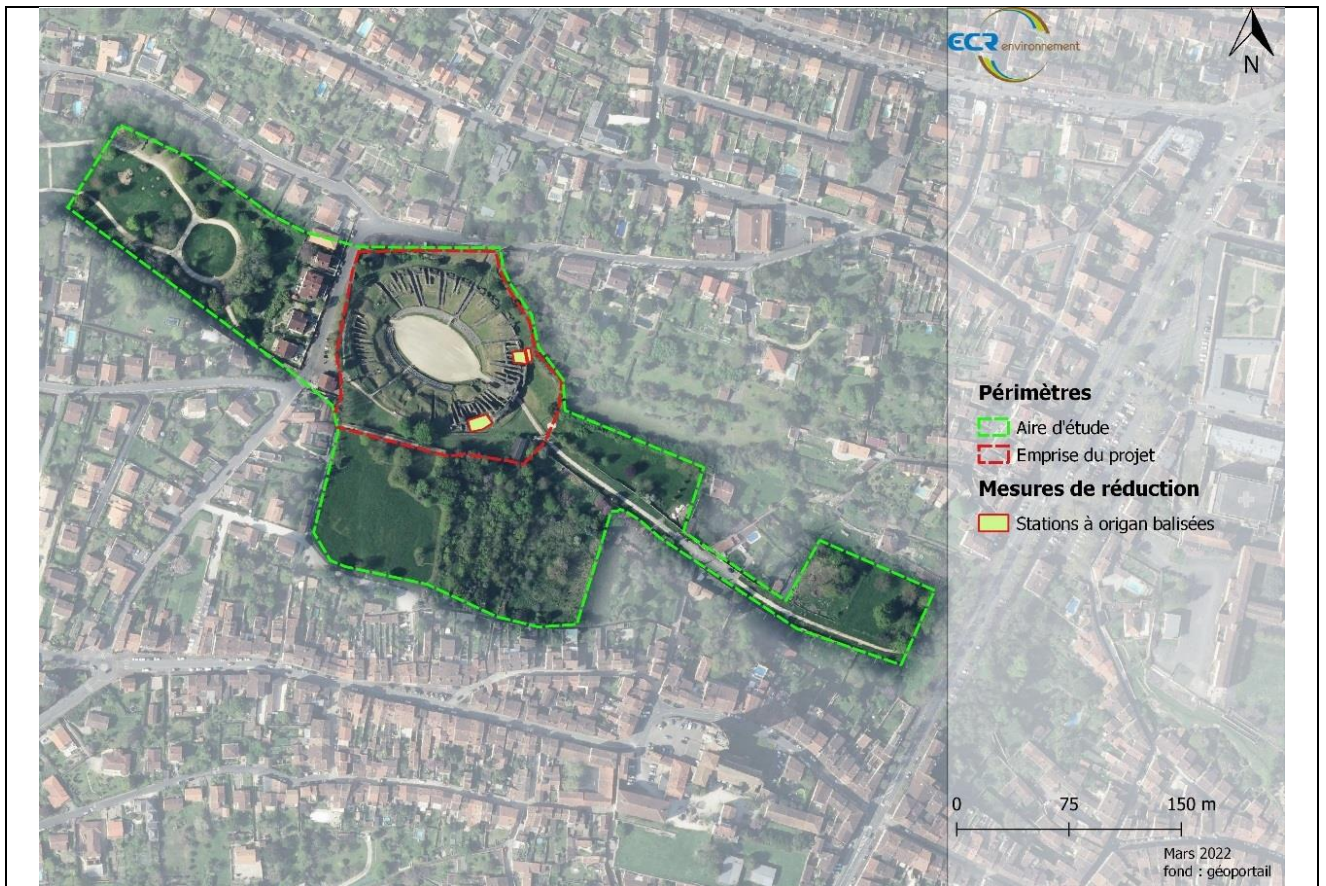 ECR environnement
N
Périmètres
Aire d'étude
Emprise du projet
Mesures de réduction
Stations à origan balisées
0 75 150 m
Mars 2022
fond : géoportail